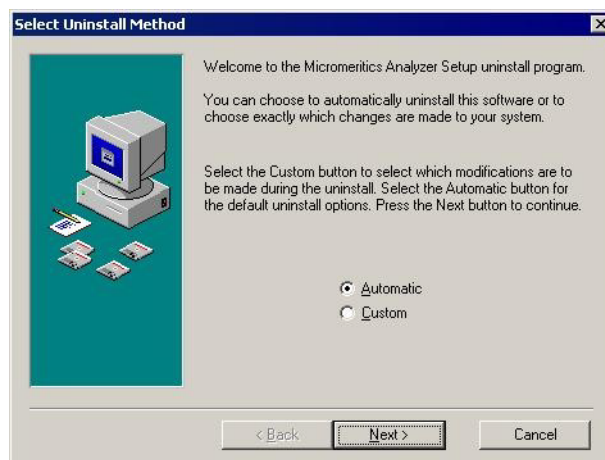 Select Uninstall Method
Welcome to the Micromeritics Analyzer Setup uninstall program.
You can choose to automatically uninstall this software or to
choose exactly which changes are made to your system.
Select the Custom button to select which modifications are to
be made during the uninstall. Select the Automatic button for
the default uninstall options. Press the Next button to continue.
Automatic
Custom
< Back
Next >
Cancel